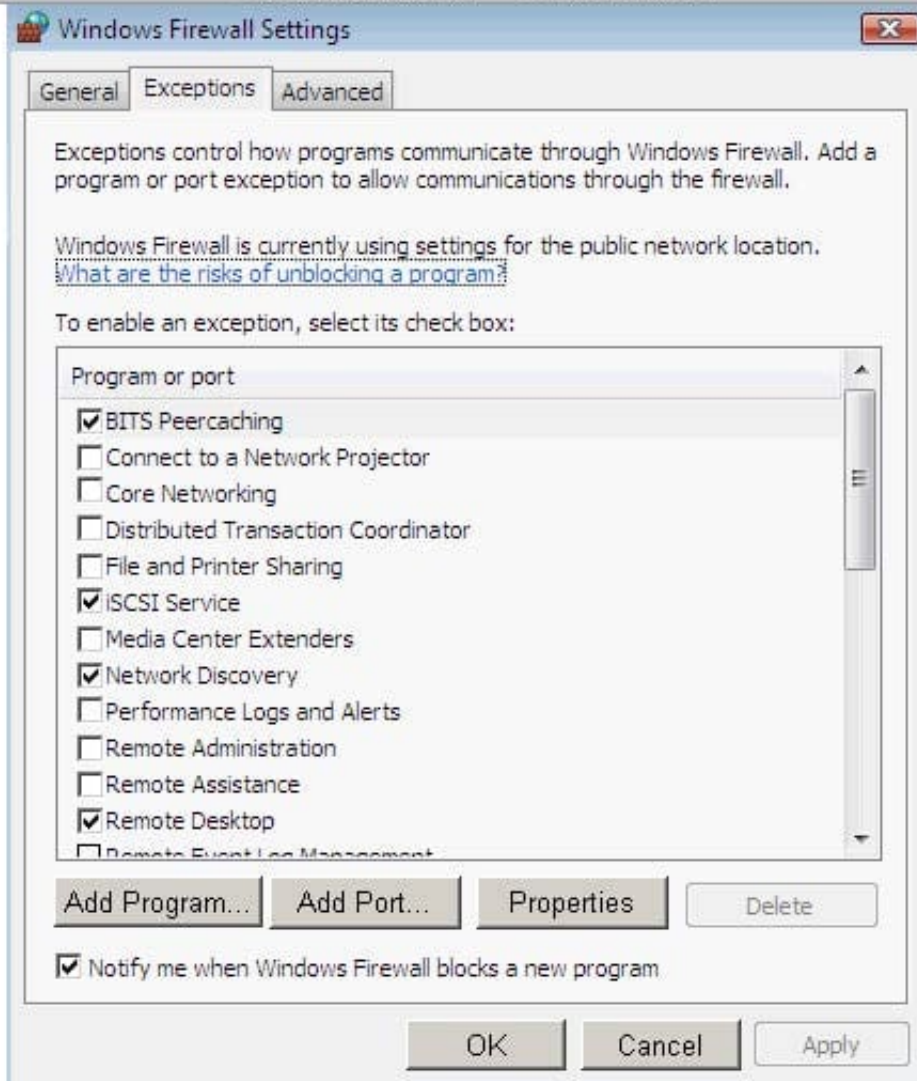 Windows Firewall Settings
General Exceptions Advanced
Exceptions control how programs communicate through Windows Firewall. Add a
program or port exception to allow communications through the firewall.
Windows Firewall is currently using settings for the public network location.
What are the risks of unblocking a program?
To enable an exception, select its check box:
Program or port
BITS Peercaching
Connect to a Network Projector
Core Networking
Distributed Transaction Coordinator
File and Printer Sharing
iSCSI Service
Media Center Extenders
Network Discovery
Performance Logs and Alerts
Remote Administration
Remote Assistance
Remote Desktop
Remote Event Log Management
Add Program... Add Port... Properties Delete
Notify me when Windows Firewall blocks a new program
OK Cancel Apply